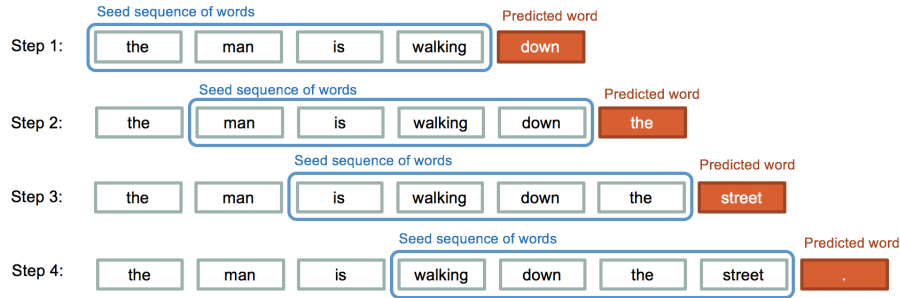 Seed sequence of words Predicted word
Step 1: the man is walking down
Seed sequence of words Predicted word
Step 2: the man is walking down the
Seed sequence of words Predicted word
Step 3: the man is walking down the street
Seed sequence of words Predicted word
Step 4: the man is walking down the street .